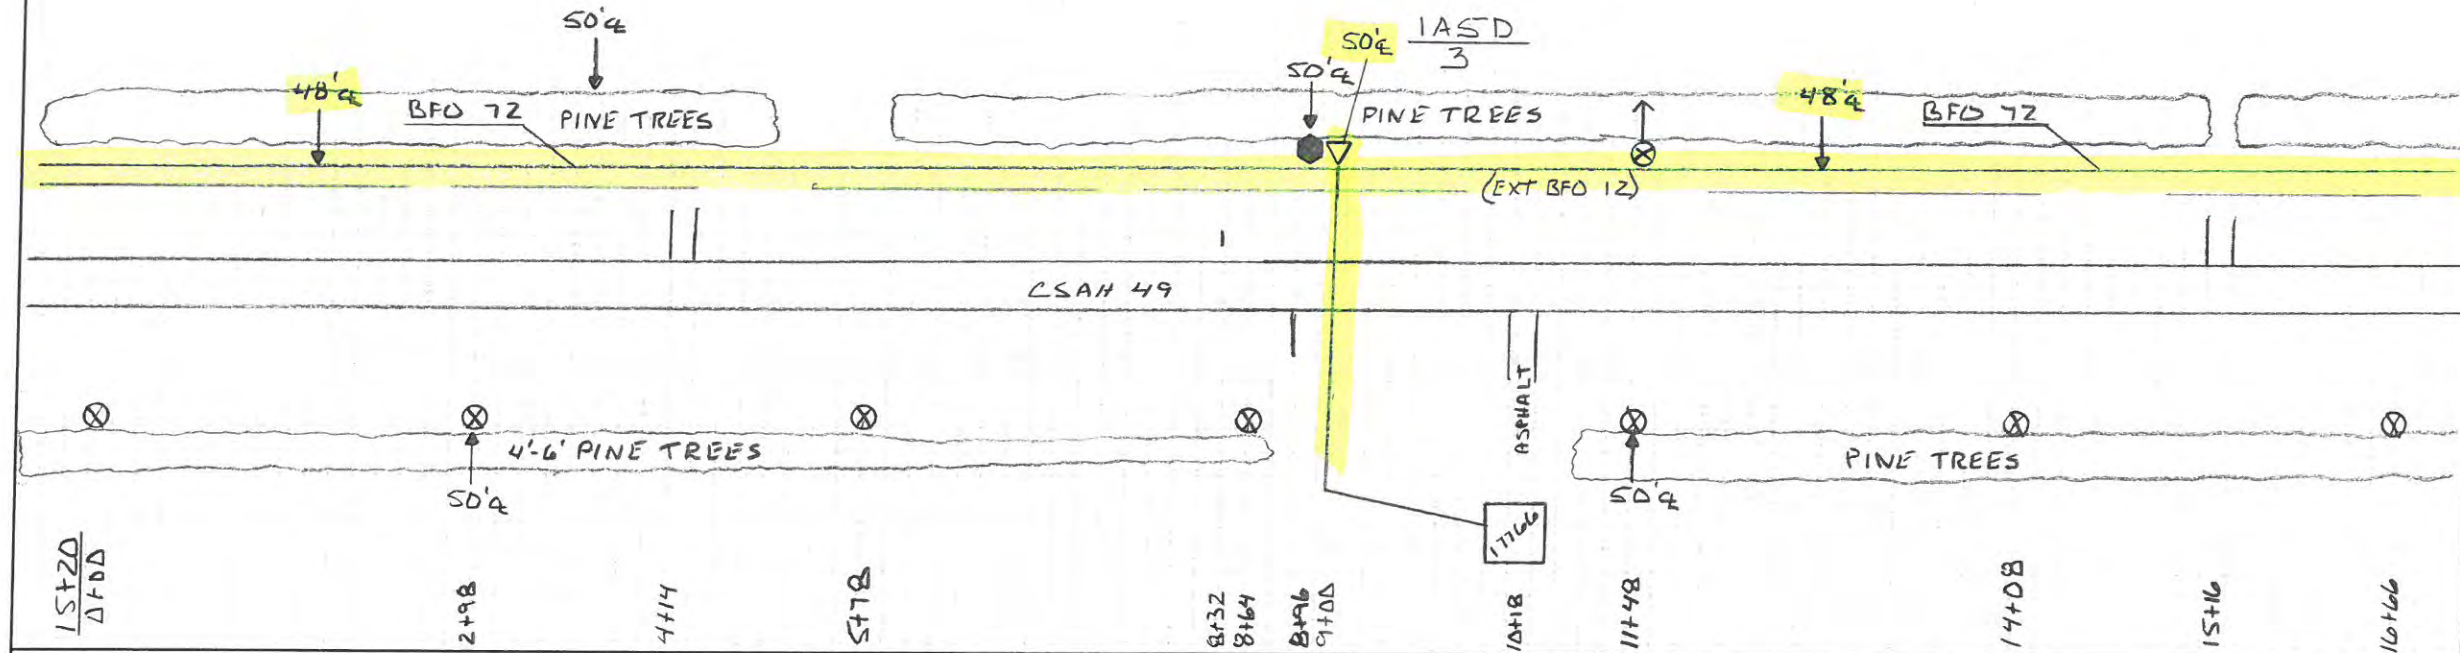 50'℄
50'℄
1ASD
3
50'℄
48'℄
BFO 72
PINE TREES
PINE TREES
48'℄
BFO 72
(EXT BFO 12)
CSAH 49
ASPHALT
4'-6' PINE TREES
PINE TREES
50'℄
50'℄
17766
15+20
0+00
2+98
4+14
5+78
8+32
8+64
8+96
9+00
10+18
11+48
14+08
15+16
16+66